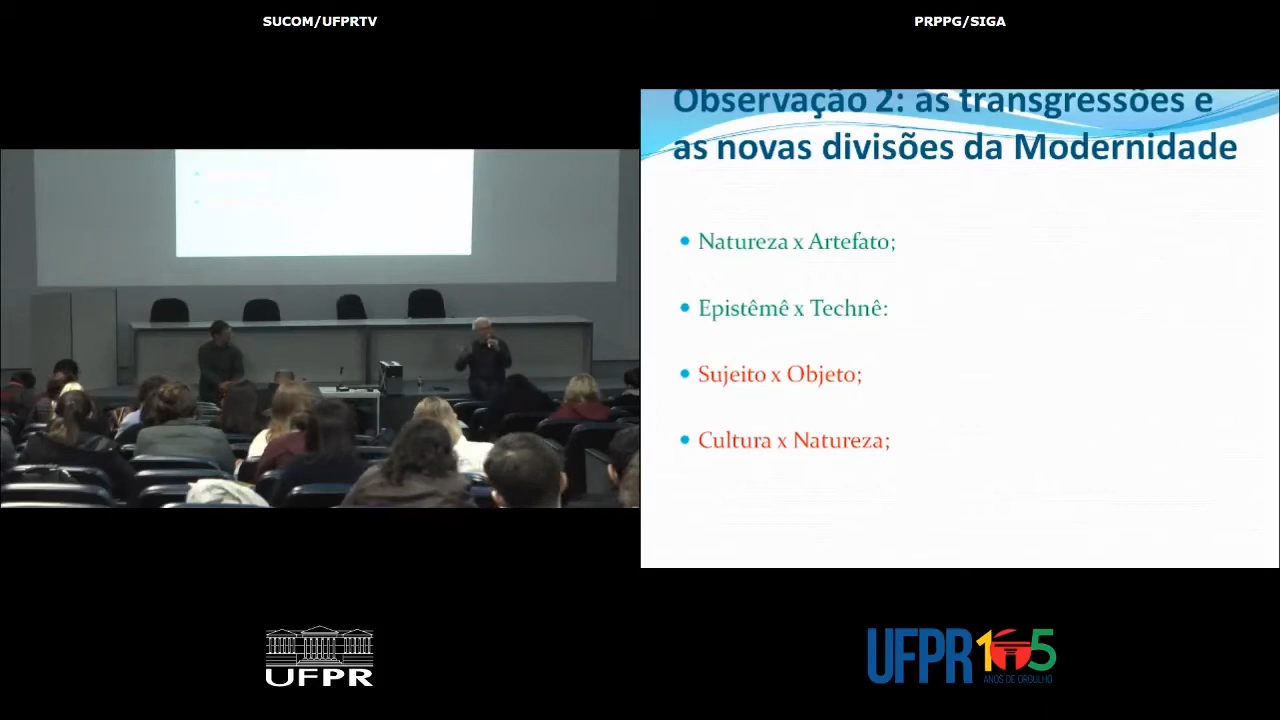 SUCOM/UFPRTV
PRPPG/SIGA
Observação 2: as transgressões e
as novas divisões da Modernidade
Natureza x Artefato;
Epistêmê x Technê:
Sujeito x Objeto;
Cultura x Natureza;
UFPR
UFPR 105
ANOS DE ORGULHO